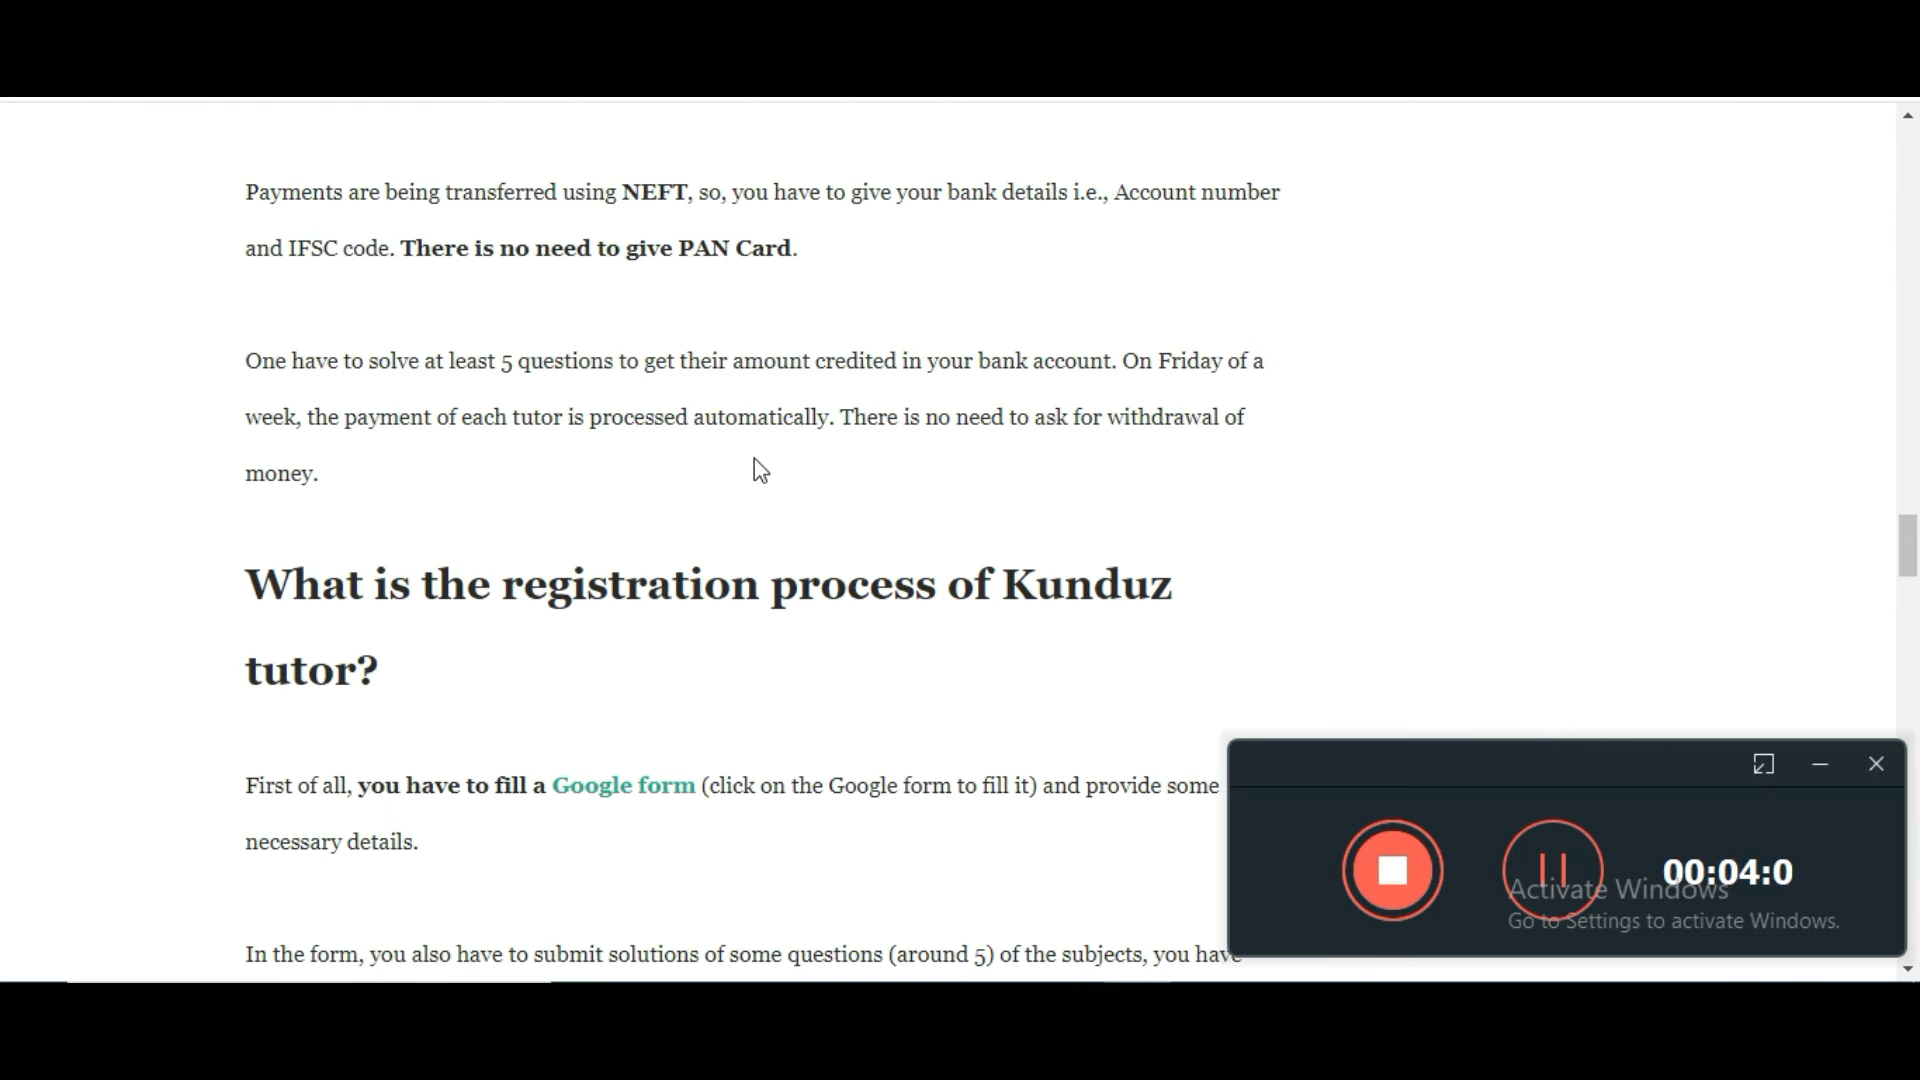 Payments are being transferred using NEFT, so, you have to give your bank details i.e., Account number
and IFSC code. There is no need to give PAN Card.
One have to solve at least 5 questions to get their amount credited in your bank account. On Friday of a
week, the payment of each tutor is processed automatically. There is no need to ask for withdrawal of
money.
What is the registration process of Kunduz
tutor?
First of all, you have to fill a Google form (click on the Google form to fill it) and provide some
necessary details.
In the form, you also have to submit solutions of some questions (around 5) of the subjects, you have
00:04:0
Activate Windows
Go to Settings to activate Windows.